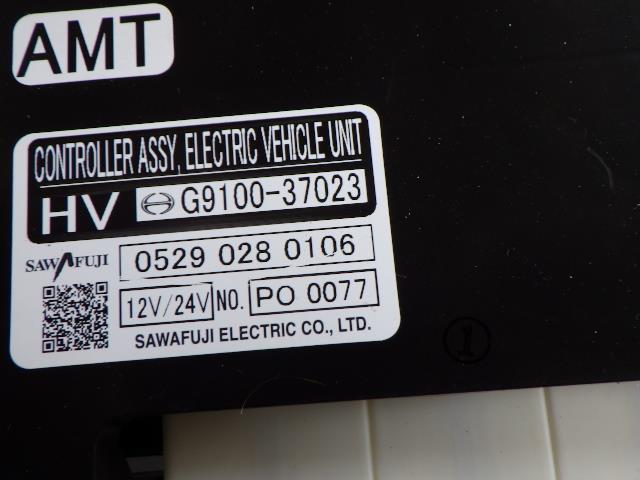 AMT
CONTROLLER ASSY, ELECTRIC VEHICLE UNIT
HV G9100-37023
SAWAFUJI 0529 028 0106
12V/24V NO. PO 0077
SAWAFUJI ELECTRIC CO., LTD.
1